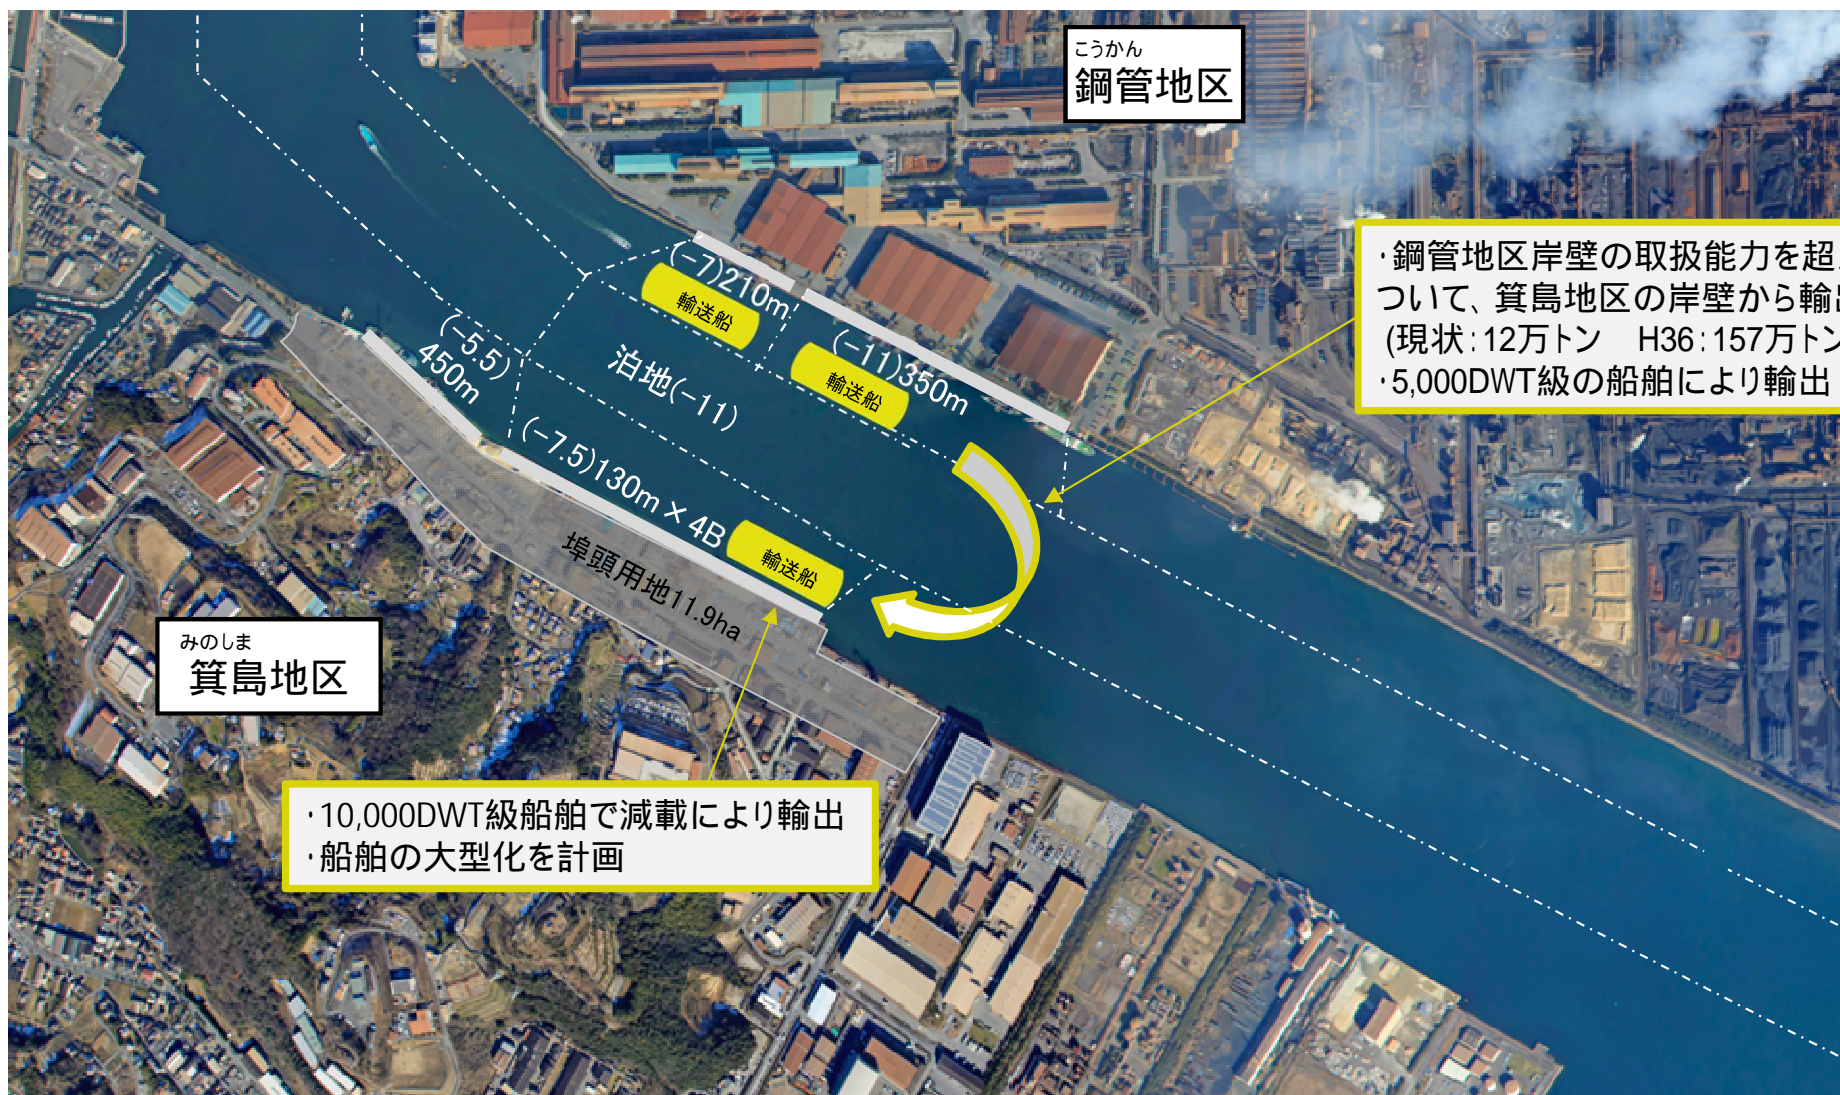 こうかん
鋼管地区
・鋼管地区岸壁の取扱能力を超
ついて、箕島地区の岸壁から輸出
(現状:12万トン　H36:157万トン
・5,000DWT級の船舶により輸出
(-7)210m
輸送船
(-11)350m
輸送船
泊地(-11)
(-5.5)
450m
(-7.5)130m×4B
輸送船
埠頭用地11.9ha
みのしま
箕島地区
・10,000DWT級船舶で減載により輸出
・船舶の大型化を計画